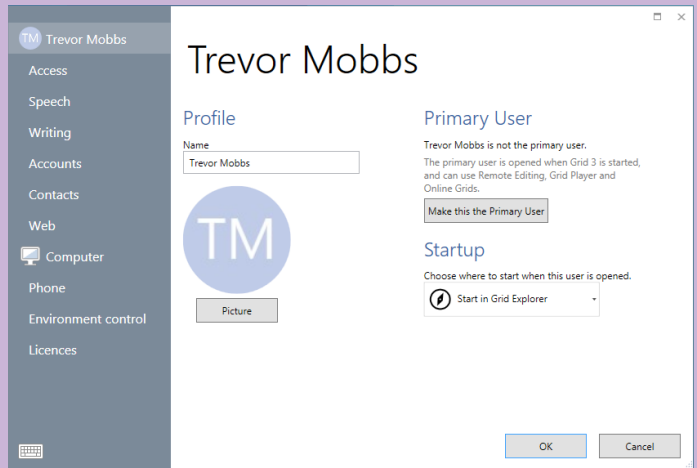 TM Trevor Mobbs
Access
Speech
Writing
Accounts
Contacts
Web
Computer
Phone
Environment control
Licences
Trevor Mobbs
Profile
Name
Trevor Mobbs
TM
Picture
Primary User
Trevor Mobbs is not the primary user.
The primary user is opened when Grid 3 is started,
and can use Remote Editing, Grid Player and
Online Grids.
Make this the Primary User
Startup
Choose where to start when this user is opened.
Start in Grid Explorer
OK
Cancel